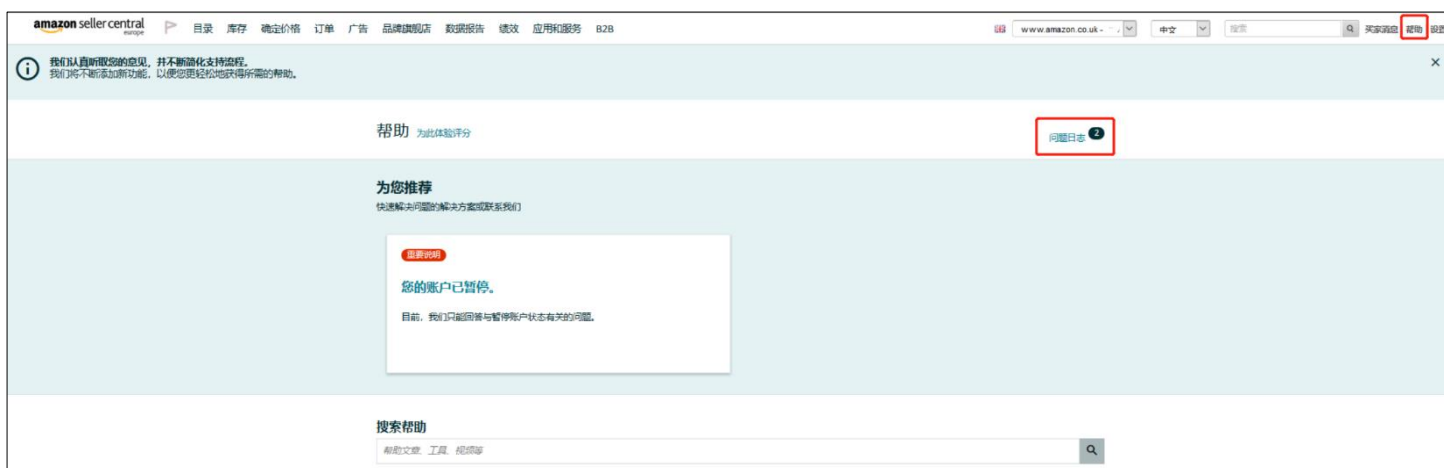 amazon seller central
europe
目录 库存 确定价格 订单 广告 品牌旗舰店 数据报告 绩效 应用和服务 B2B
www.amazon.co.uk - 中文 搜索 买家消息 帮助 设置
我们认真听取您的意见，并不断简化支持流程。
我们将不断添加新功能，以便您更轻松地获得所需的帮助。
帮助 为此体验评分
问题日志 2
为您推荐
快速解决问题的解决方案或联系我们
重要说明
您的账户已暂停。
目前，我们只能回答与暂停账户状态有关的问题。
搜索帮助
帮助文章、工具、视频等